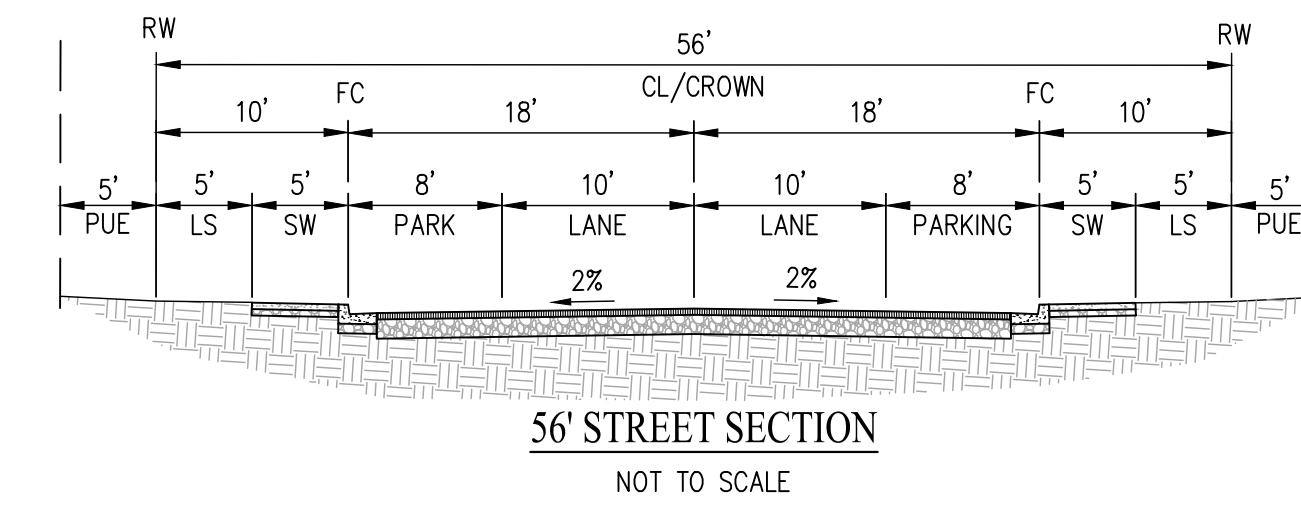 RW RW
56'
CL/CROWN
FC FC
10' 18' 18' 10'
5' 5' 5' 8' 10' 10' 8' 5' 5' 5'
PUE LS SW PARK LANE LANE PARKING SW LS PUE
2% 2%
56' STREET SECTION
NOT TO SCALE